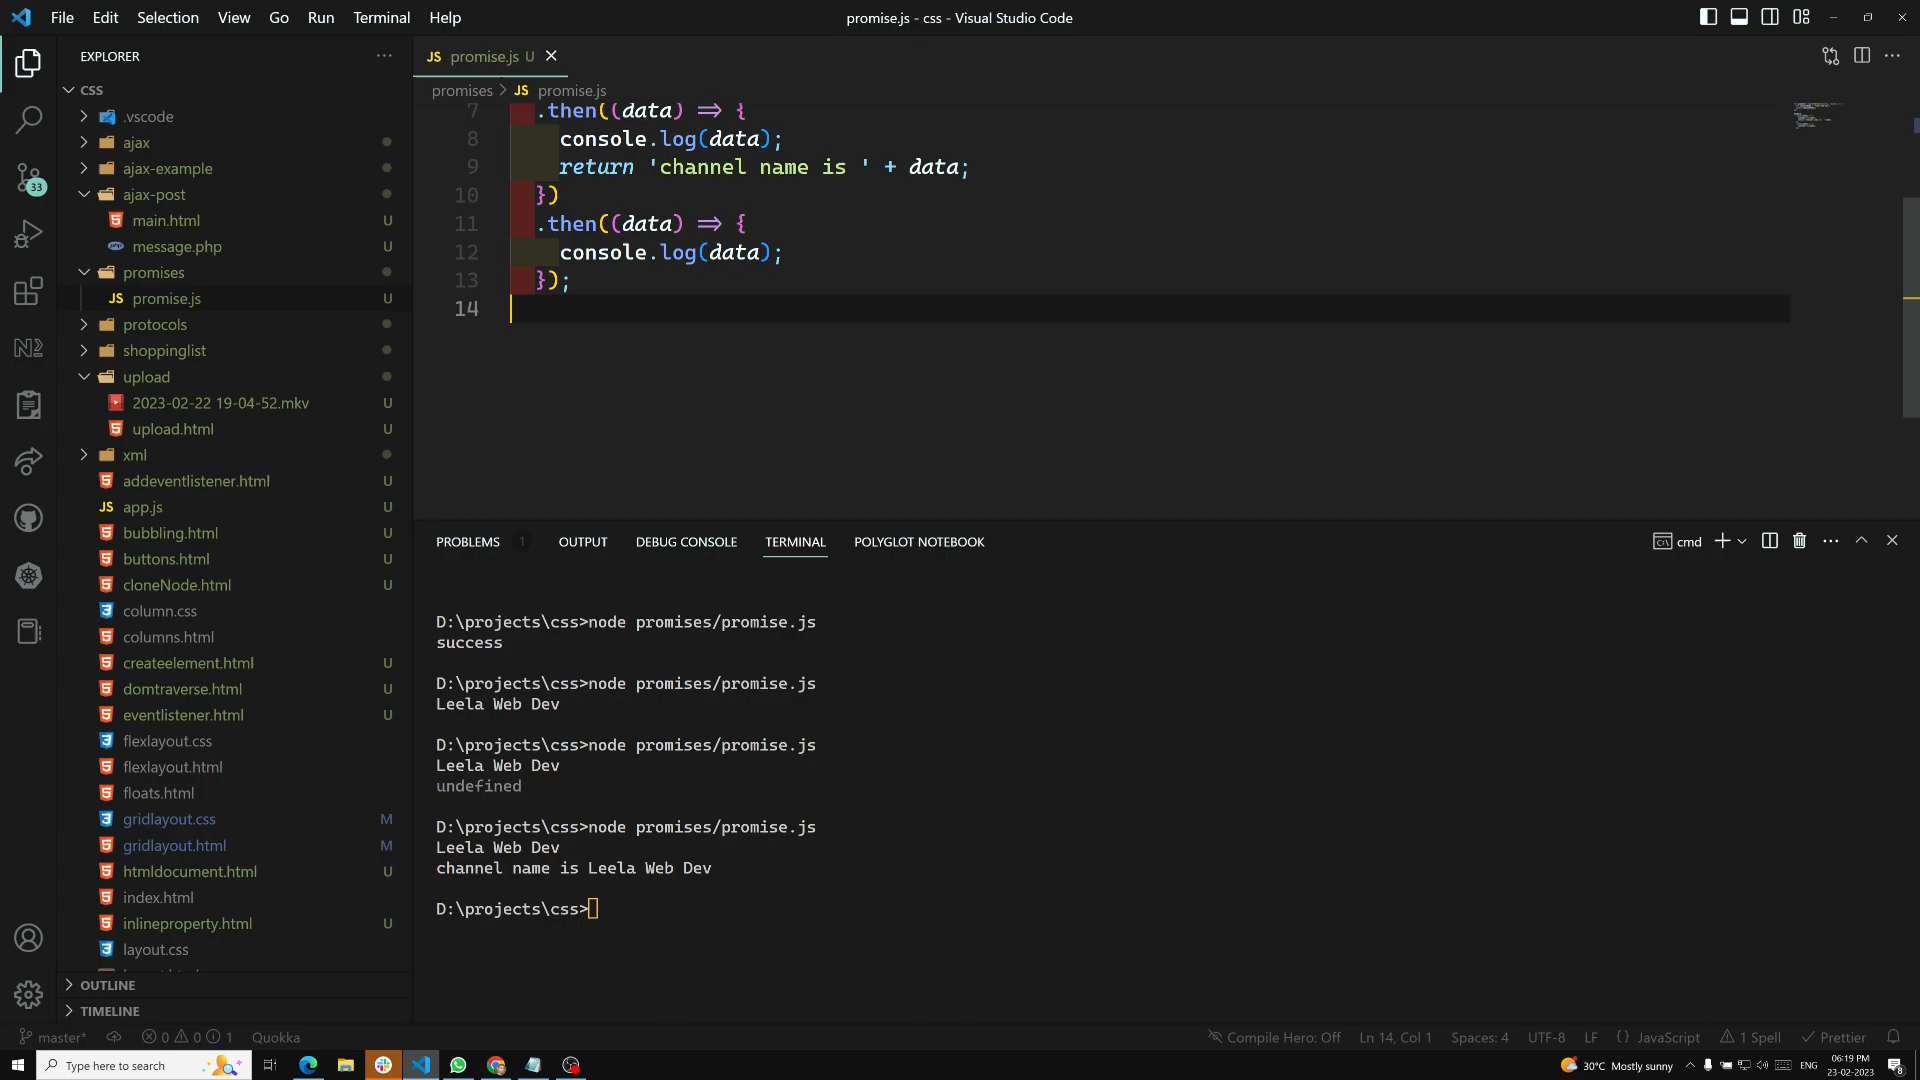 File Edit Selection View Go Run Terminal Help
promise.js - css - Visual Studio Code
EXPLORER
CSS
.vscode
ajax
ajax-example
ajax-post
main.html U
message.php U
promises
JS promise.js U
protocols
shoppinglist
upload
2023-02-22 19-04-52.mkv U
upload.html U
xml
addeventlistener.html U
JS app.js U
bubbling.html U
buttons.html U
cloneNode.html U
column.css
columns.html
createelement.html U
domtraverse.html U
eventlistener.html U
flexlayout.css
flexlayout.html
floats.html
gridlayout.css M
gridlayout.html M
htmldocument.html U
index.html
inlineproperty.html U
layout.css
OUTLINE
TIMELINE
33
JS promise.js U
promises > JS promise.js
7 .then((data) => {
8 console.log(data);
9 return 'channel name is ' + data;
10 })
11 .then((data) => {
12 console.log(data);
13 });
14
PROBLEMS 1 OUTPUT DEBUG CONSOLE TERMINAL POLYGLOT NOTEBOOK
cmd
D:\projects\css>node promises/promise.js
success
D:\projects\css>node promises/promise.js
Leela Web Dev
D:\projects\css>node promises/promise.js
Leela Web Dev
undefined
D:\projects\css>node promises/promise.js
Leela Web Dev
channel name is Leela Web Dev
D:\projects\css>
master* 0 0 1 Quokka
Compile Hero: Off Ln 14, Col 1 Spaces: 4 UTF-8 LF {} JavaScript 1 Spell Prettier
Type here to search
30°C Mostly sunny ENG
06:19 PM
23-02-2023
8